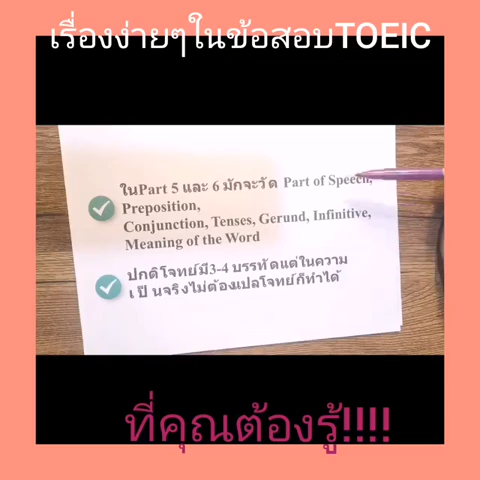 เรื่องง่ายๆในข้อสอบTOEIC
ในPart 5 และ 6 มักจะวัด Part of Speech,
Preposition,
Conjunction, Tenses, Gerund, Infinitive,
Meaning of the Word
ปกติโจทย์มี3-4 บรรทัดแต่ในความ
เป็นจริงไม่ต้องแปลโจทย์ก็ทำได้
ที่คุณต้องรู้!!!!